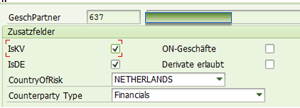 GeschPartner 637
Zusatzfelder
IsKV ON-Geschäfte
IsDE Derivate erlaubt
CountryOfRisk NETHERLANDS
Counterparty Type Financials